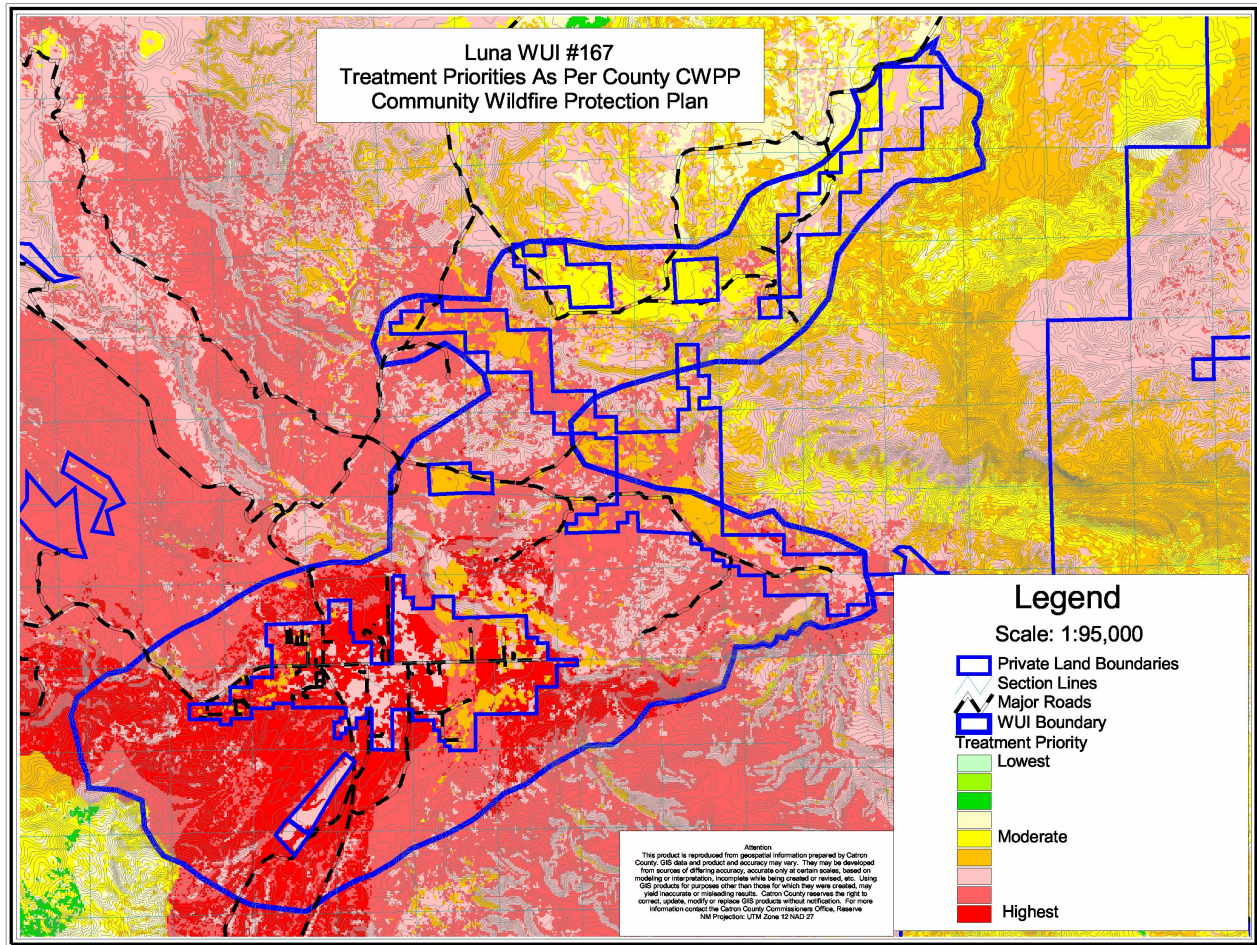 Luna WUI #167
Treatment Priorities As Per County CWPP
Community Wildfire Protection Plan
Legend
Scale: 1:95,000
Private Land Boundaries
Section Lines
Major Roads
WUI Boundary
Treatment Priority
Lowest
Moderate
Highest
Attention
This product is reproduced from geospatial information prepared by Catron
County. GIS data and product and accuracy may vary. They may be developed
from sources of differing accuracy, accurate only at certain scales, based on
modeling or interpretation, incomplete while being created or revised, etc. Using
GIS products for purposes other than those for which they were created, may
yield inaccurate or misleading results. Catron County reserves the right to
correct, update, modify or replace GIS products without notification. For more
information contact the Catron County Commissioners Office, Reserve
NM Projection: UTM Zone 12 NAD 27